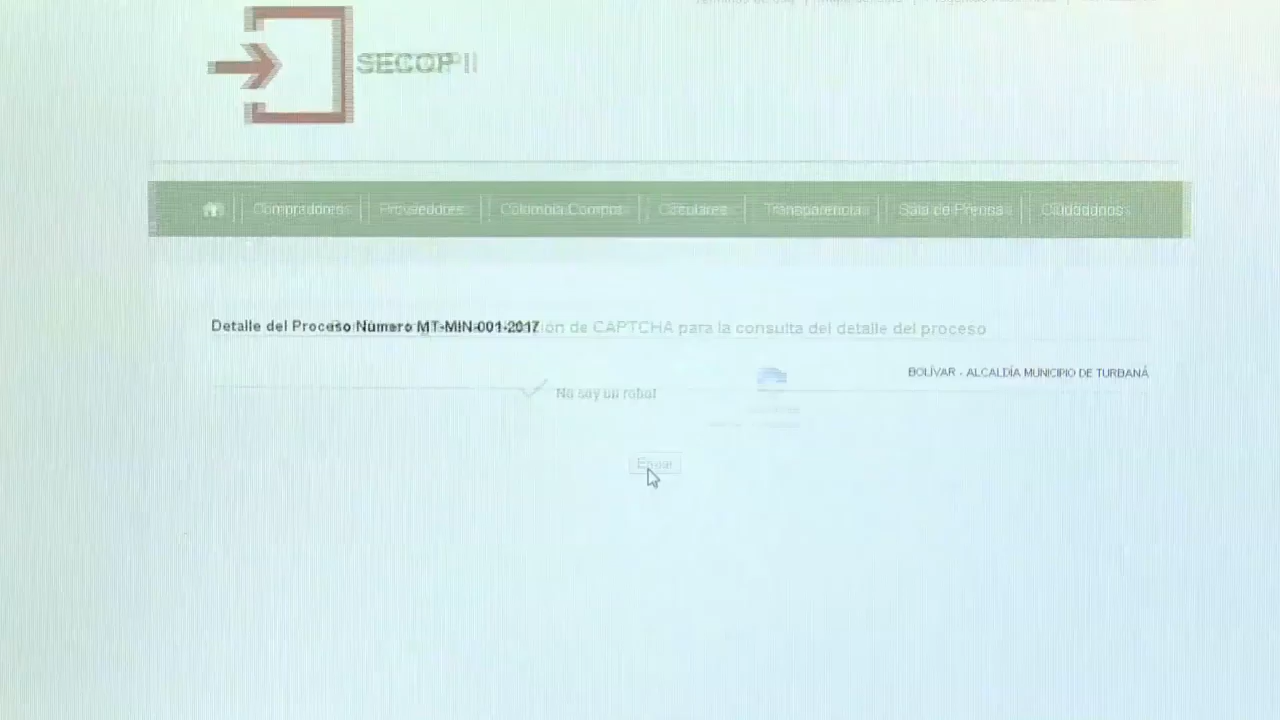 SECOP II
Compradores Proveedores Colombia Compra Circulares Transparencia Sala de Prensa Ciudadanos
Detalle del Proceso Número MT-MIN-001-2017
ión de CAPTCHA para la consulta del detalle del proceso
BOLÍVAR - ALCALDÍA MUNICIPIO DE TURBANÁ
No soy un robot
Enviar